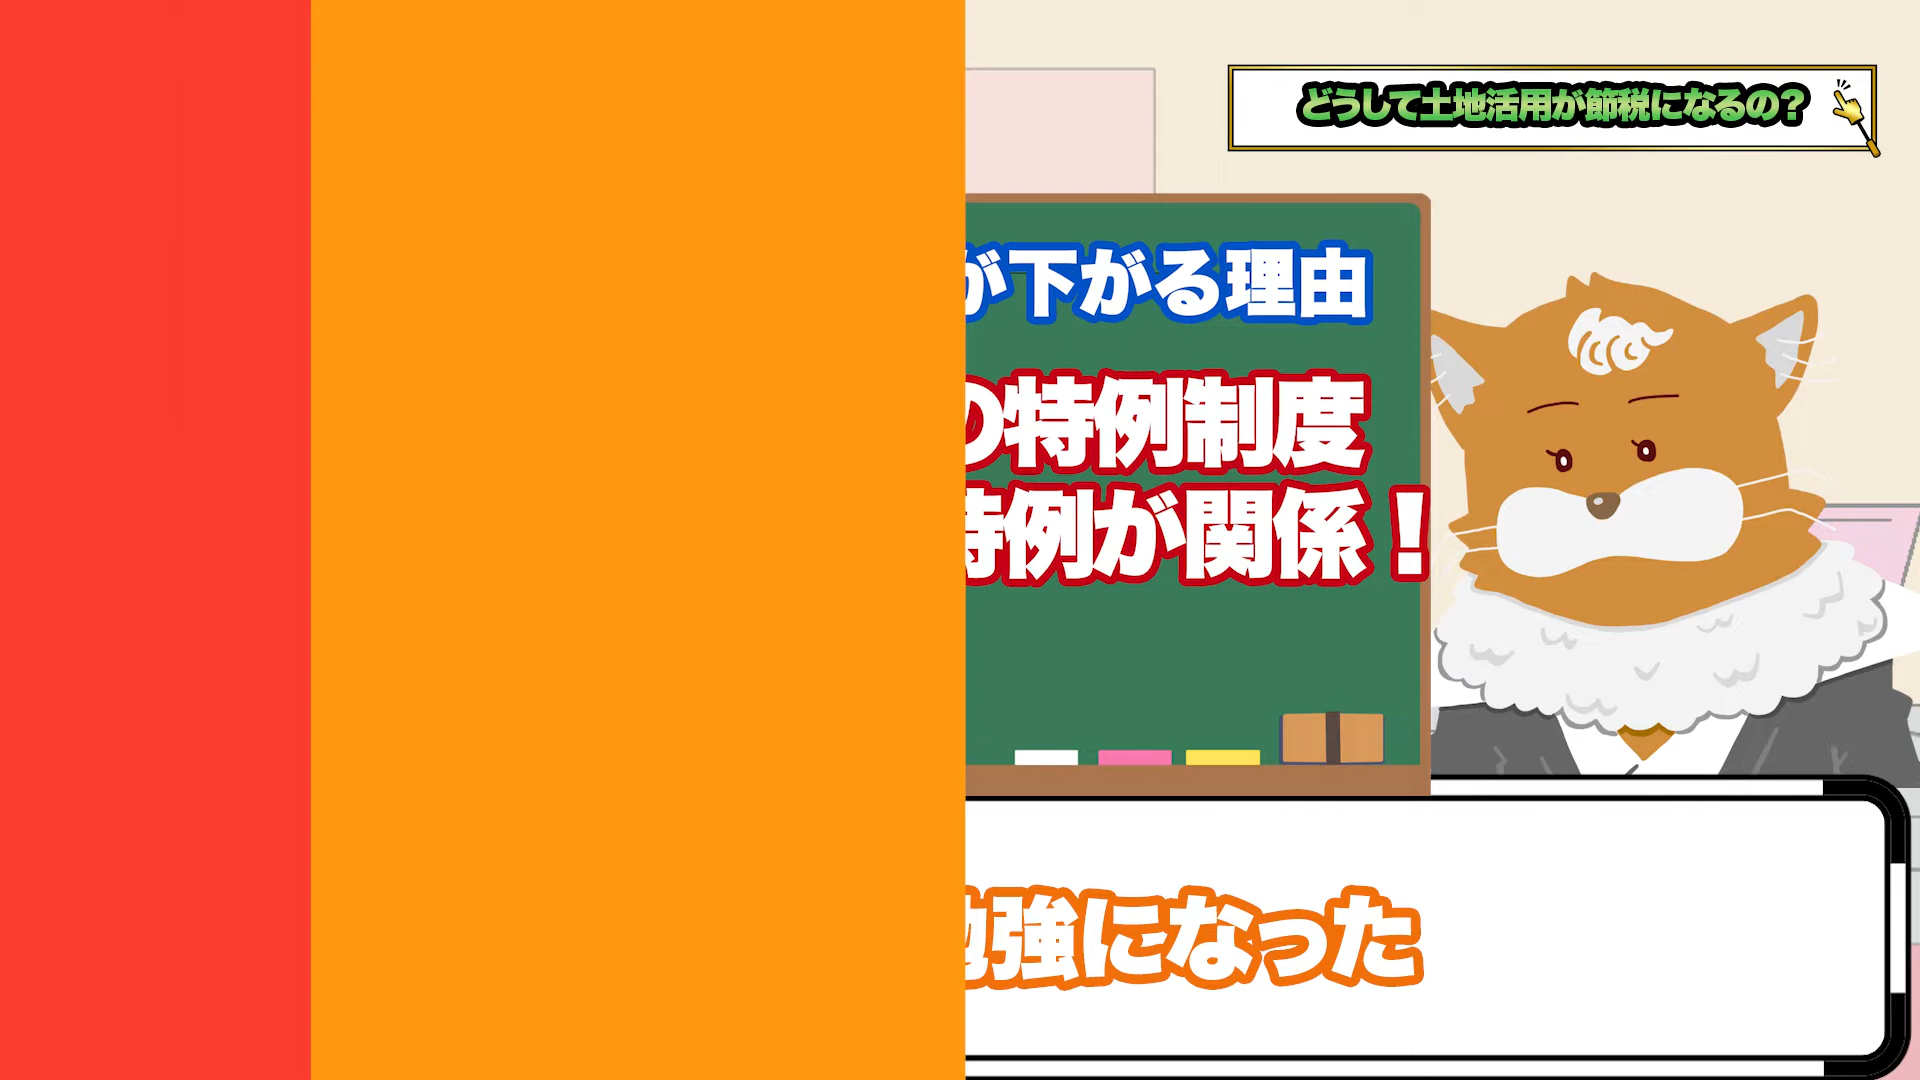 どうして土地活用が節税になるの？
が下がる理由
の特例制度
特例が関係！
勉強になった